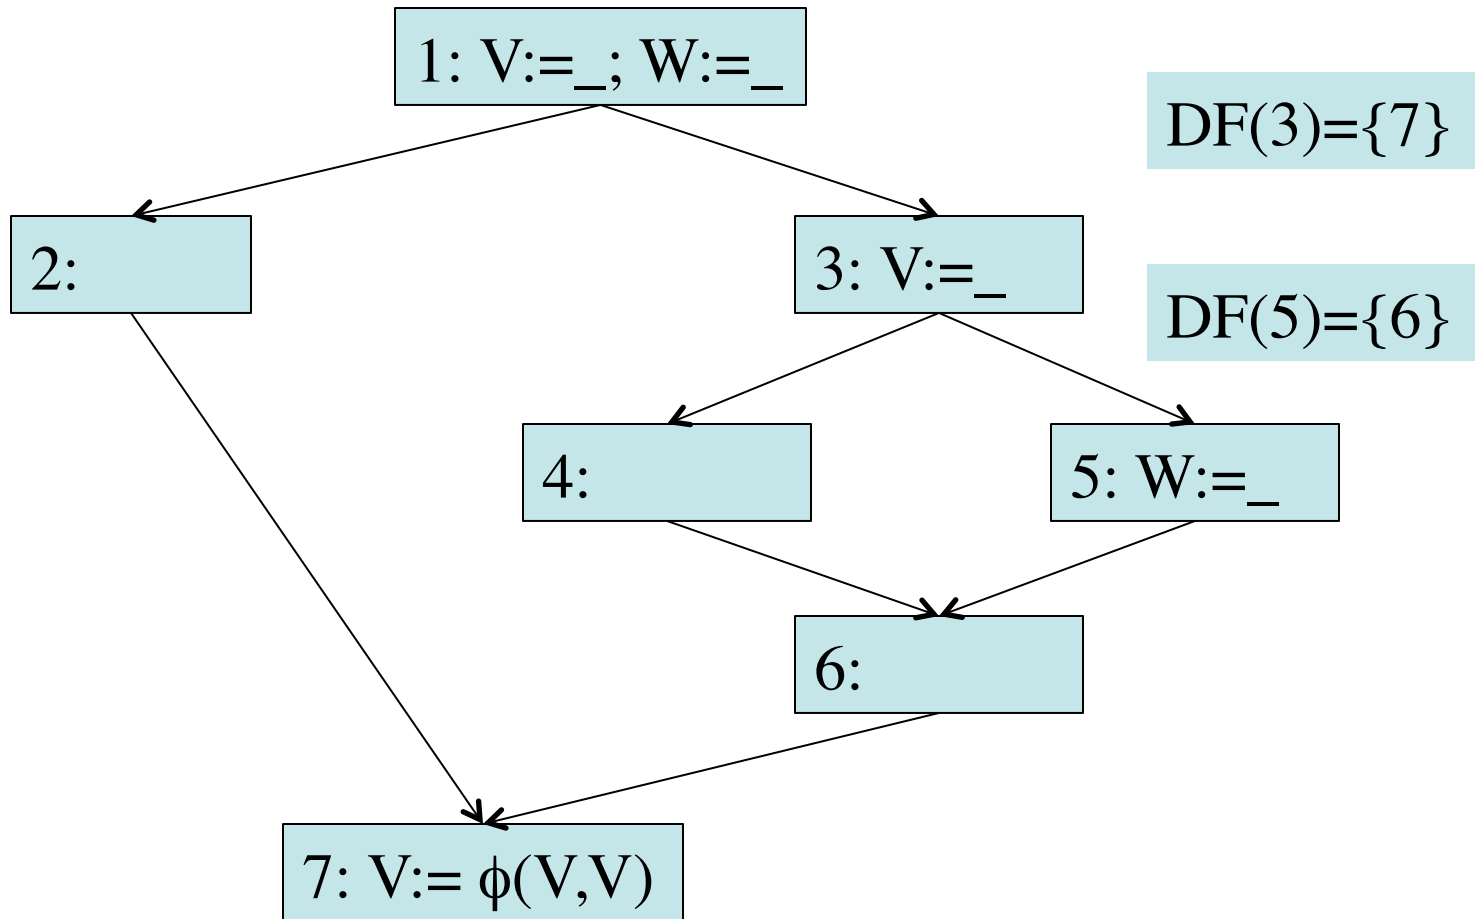 1: V:=_; W:=_
DF(3)={7}
2:
3: V:=_
DF(5)={6}
4:
5: W:=_
6:
7: V:= ϕ(V,V)